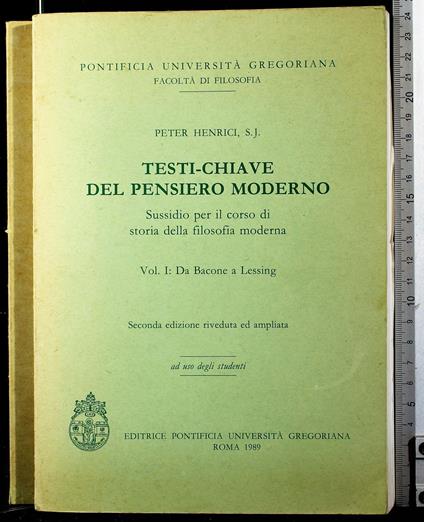 PONTIFICIA UNIVERSITÀ GREGORIANA
FACOLTÀ DI FILOSOFIA
PETER HENRICI, S.J.
TESTI-CHIAVE
DEL PENSIERO MODERNO
Sussidio per il corso di
storia della filosofia moderna
Vol. I: Da Bacone a Lessing
Seconda edizione riveduta ed ampliata
ad uso degli studenti
EDITRICE PONTIFICIA UNIVERSITÀ GREGORIANA
ROMA 1989